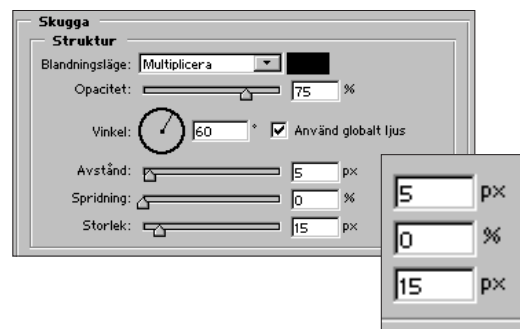 Skugga
Struktur
Blandningsläge: Multiplicera
Opacitet: 75 %
Vinkel: 60 ° Använd globalt ljus
Avstånd: 5 px
Spridning: 0 %
Storlek: 15 px
5 px
0 %
15 px